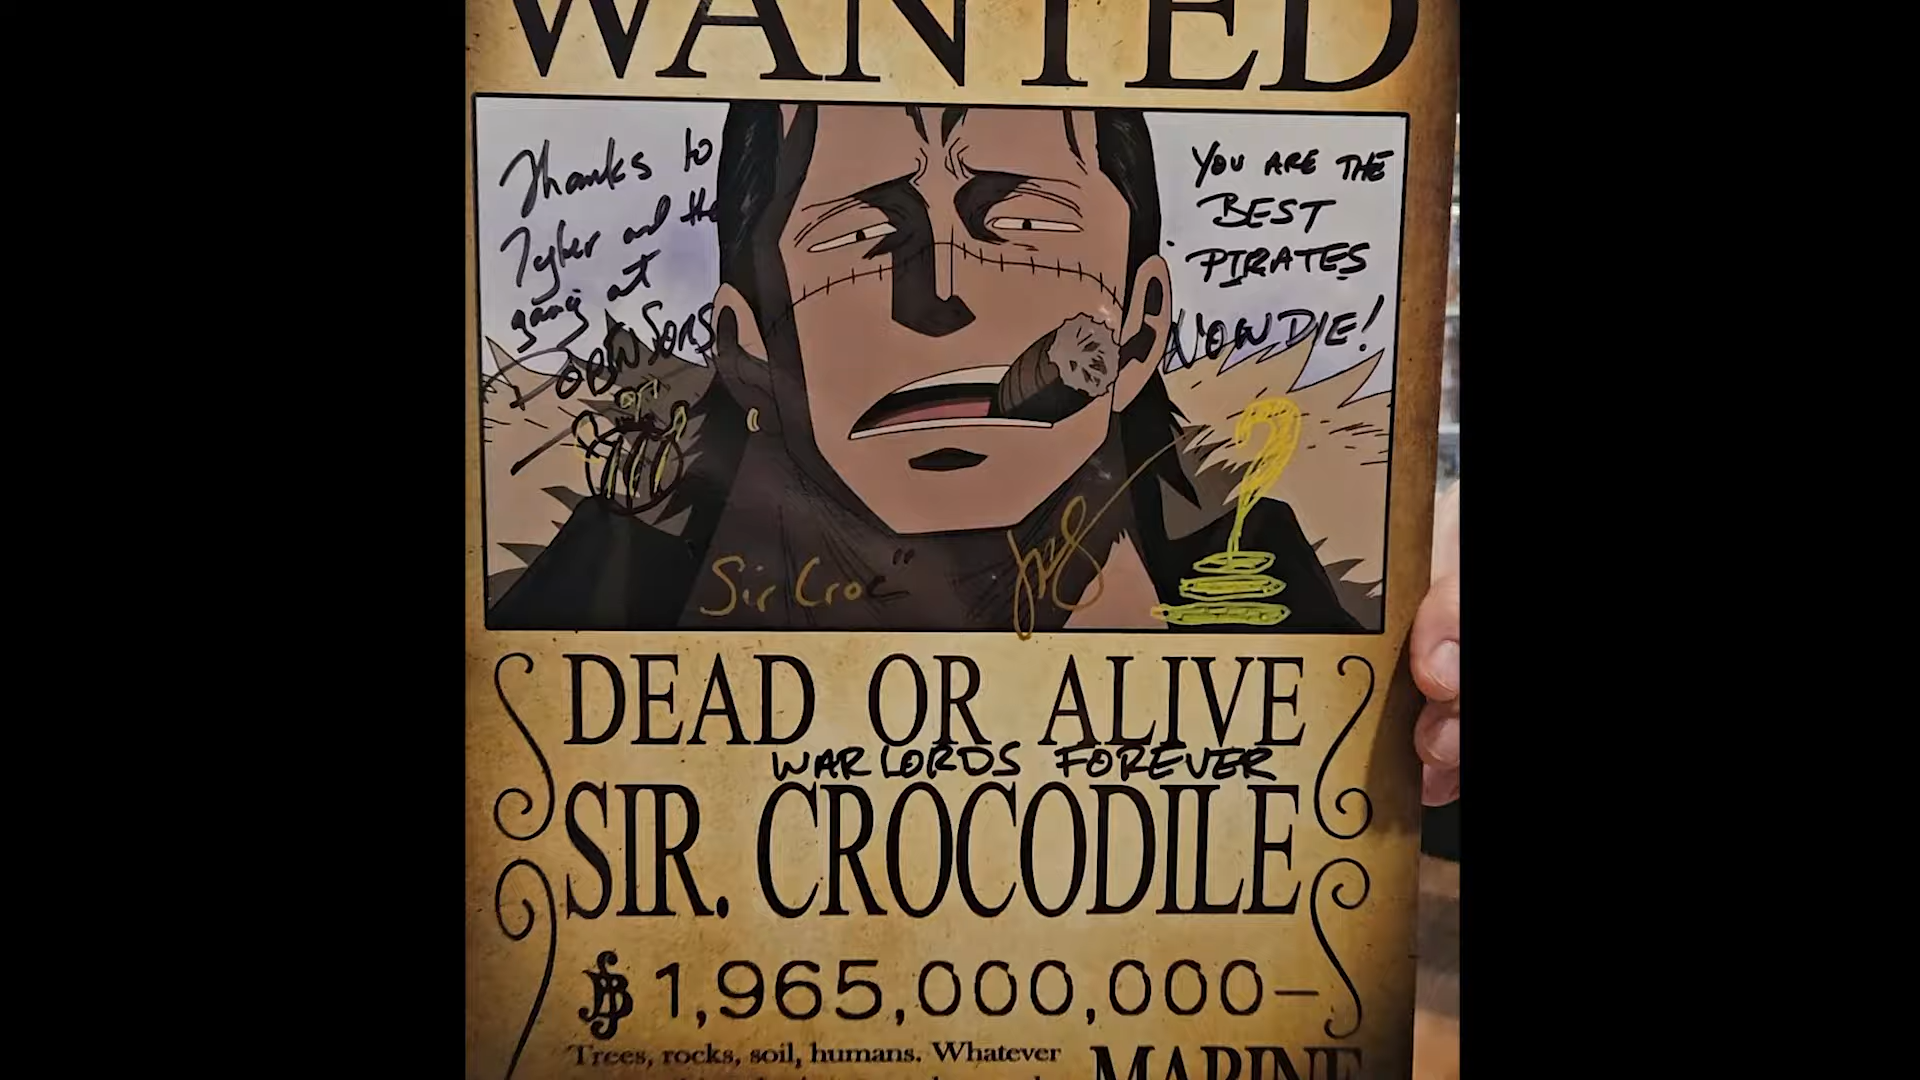 WANTED
Thanks to
Tyler and the
gang at
YOU ARE THE
BEST
PIRATES
NOW DIE!
Sir Croc"
DEAD OR ALIVE
WARLORDS FOREVER
SIR. CROCODILE
1,965,000,000-
Trees, rocks, soil, humans. Whatever
MARINE